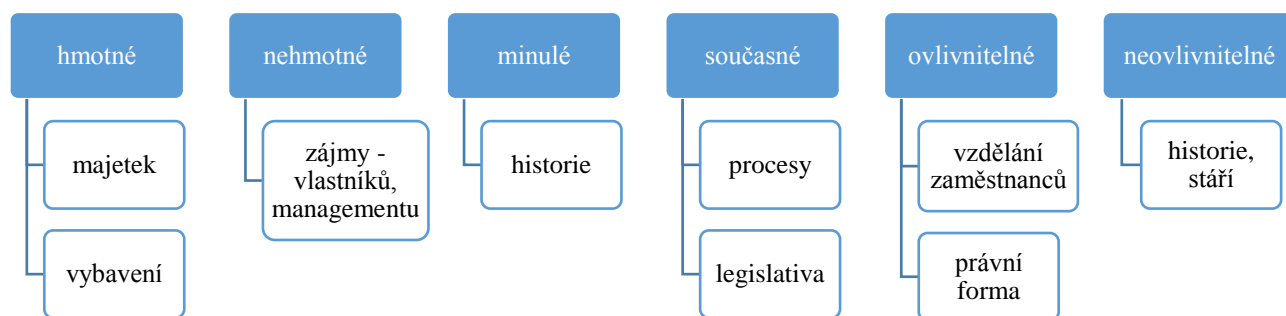 hmotné
majetek
vybavení
nehmotné
zájmy -
vlastníků,
managementu
minulé
historie
současné
procesy
legislativa
ovlivnitelné
vzdělání
zaměstnanců
právní
forma
neovlivnitelné
historie,
stáří